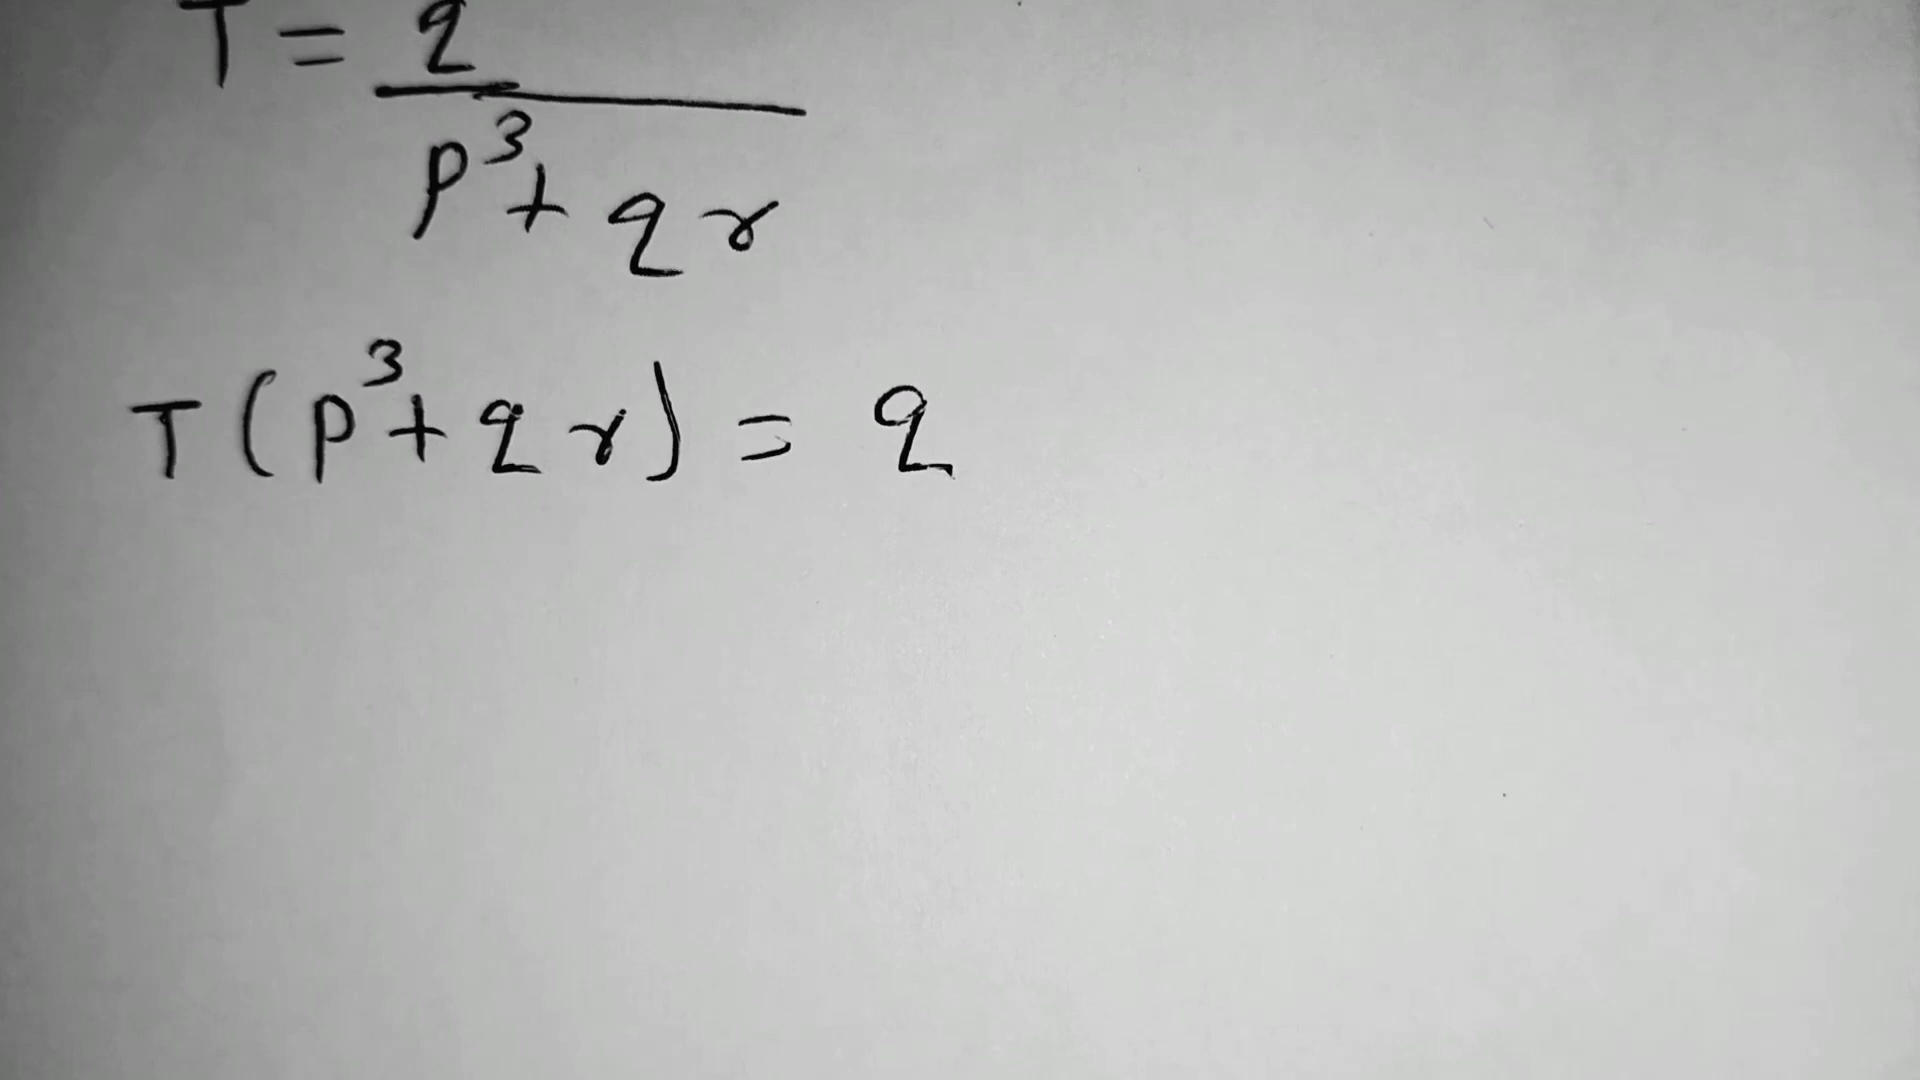 T = q
p³ + qr
T(p³ + qr) = q